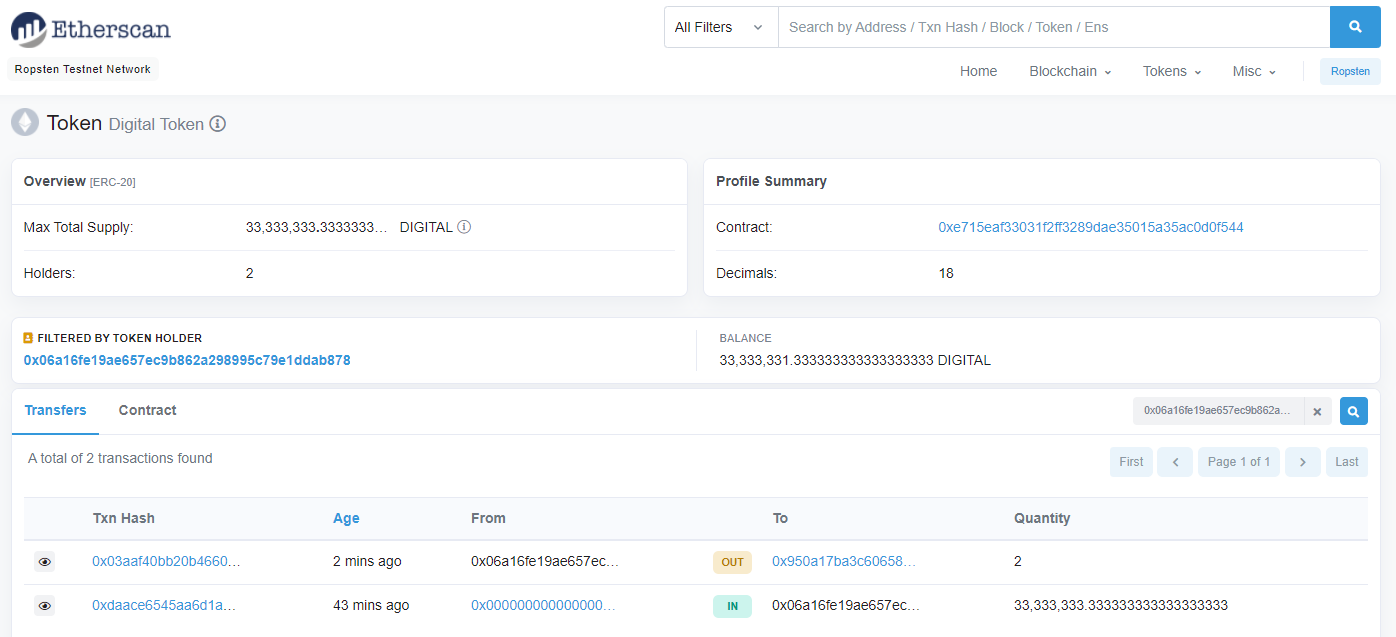 Etherscan
All Filters
Search by Address / Txn Hash / Block / Token / Ens
Ropsten Testnet Network
Home Blockchain Tokens Misc Ropsten
Token Digital Token
Overview [ERC-20]
Max Total Supply: 33,333,333.3333333... DIGITAL
Holders: 2
Profile Summary
Contract: 0xe715eaf33031f2ff3289dae35015a35ac0d0f544
Decimals: 18
FILTERED BY TOKEN HOLDER
0x06a16fe19ae657ec9b862a298995c79e1ddab878
BALANCE
33,333,331.333333333333333333 DIGITAL
Transfers Contract
0x06a16fe19ae657ec9b862a...
A total of 2 transactions found
First Page 1 of 1 Last
Txn Hash Age From To Quantity
0x03aaf40bb20b4660... 2 mins ago 0x06a16fe19ae657ec... OUT 0x950a17ba3c60658... 2
0xdaace6545aa6d1a... 43 mins ago 0x000000000000000... IN 0x06a16fe19ae657ec... 33,333,333.333333333333333333